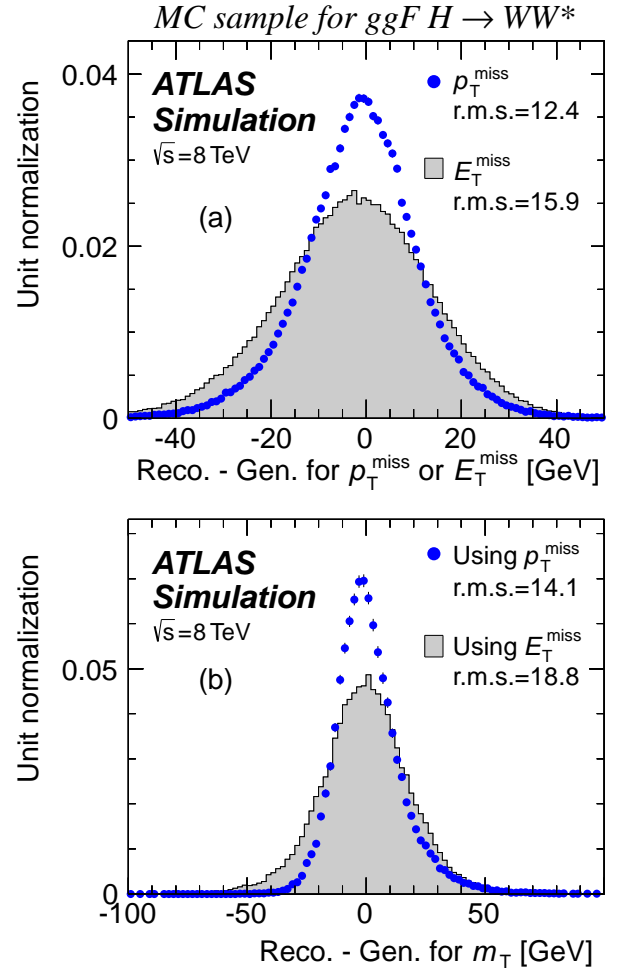 MC sample for ggF H → WW*
ATLAS
Simulation
√s = 8 TeV
(a)
p_T^miss
r.m.s.=12.4
E_T^miss
r.m.s.=15.9
Unit normalization
0.04
0.02
0
-40 -20 0 20 40
Reco. - Gen. for p_T^miss or E_T^miss [GeV]
ATLAS
Simulation
√s = 8 TeV
(b)
Using p_T^miss
r.m.s.=14.1
Using E_T^miss
r.m.s.=18.8
Unit normalization
0.05
0
-100 -50 0 50
Reco. - Gen. for m_T [GeV]